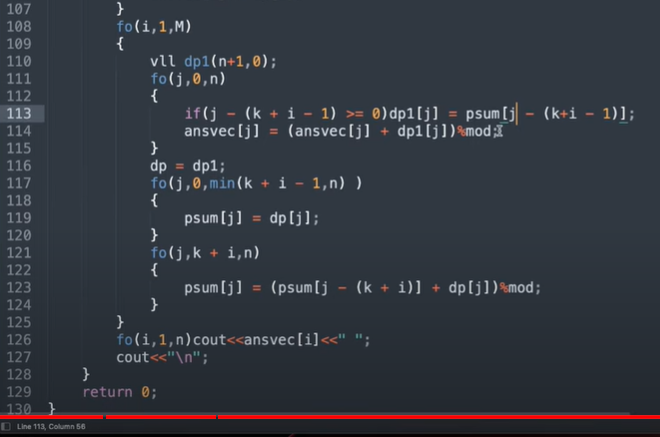 107 }
108 fo(i,1,M)
109 {
110 vll dp1(n+1,0);
111 fo(j,0,n)
112 {
113 if(j - (k + i - 1) >= 0)dp1[j] = psum[j - (k+i - 1)];
114 ansvec[j] = (ansvec[j] + dp1[j])%mod;
115 }
116 dp = dp1;
117 fo(j,0,min(k + i - 1,n) )
118 {
119 psum[j] = dp[j];
120 }
121 fo(j,k + i,n)
122 {
123 psum[j] = (psum[j - (k + i)] + dp[j])%mod;
124 }
125 }
126 fo(i,1,n)cout<<ansvec[i]<<" ";
127 cout<<"\n";
128 }
129 return 0;
130 }
Line 113, Column 56